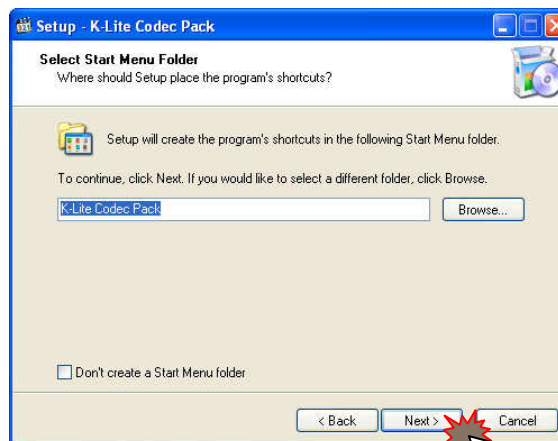 Setup - K-Lite Codec Pack
Select Start Menu Folder
Where should Setup place the program's shortcuts?
Setup will create the program's shortcuts in the following Start Menu folder.
To continue, click Next. If you would like to select a different folder, click Browse.
K-Lite Codec Pack
Browse...
Don't create a Start Menu folder
< Back
Next >
Cancel